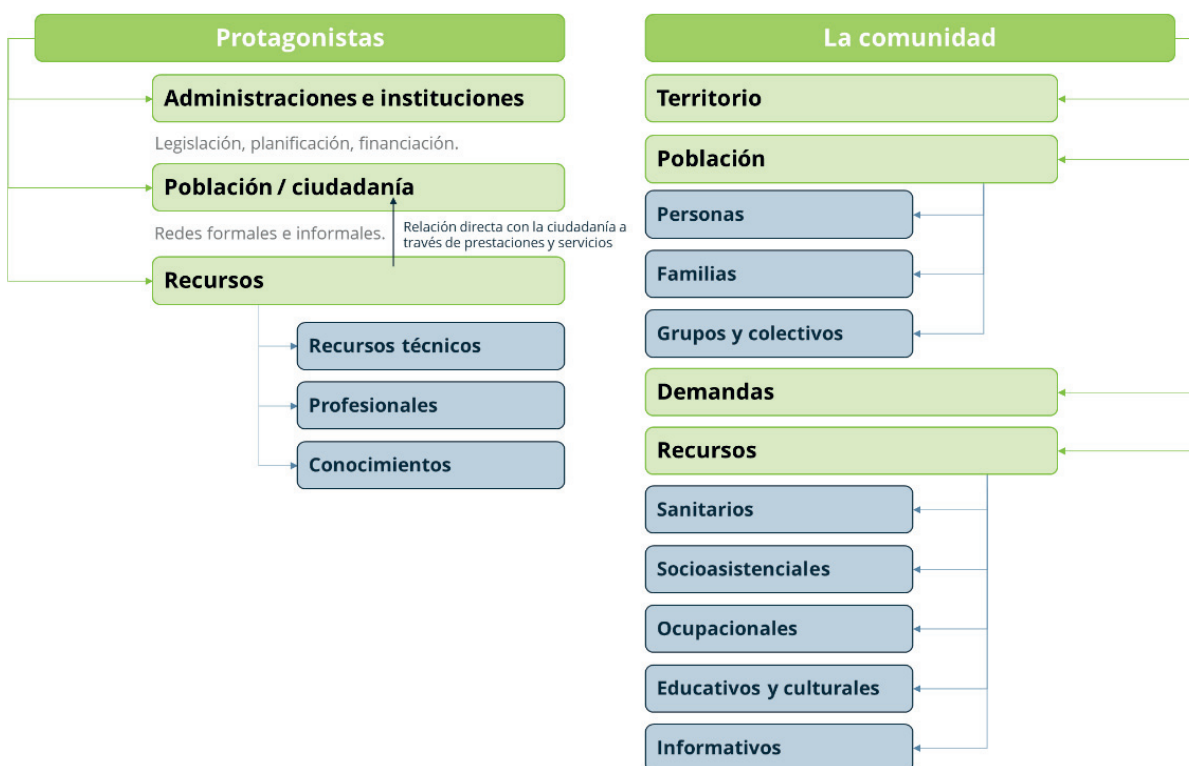 Protagonistas
Administraciones e instituciones
Legislación, planificación, financiación.
Población / ciudadanía
Redes formales e informales.
Relación directa con la ciudadanía a
través de prestaciones y servicios
Recursos
Recursos técnicos
Profesionales
Conocimientos
La comunidad
Territorio
Población
Personas
Familias
Grupos y colectivos
Demandas
Recursos
Sanitarios
Socioasistenciales
Ocupacionales
Educativos y culturales
Informativos